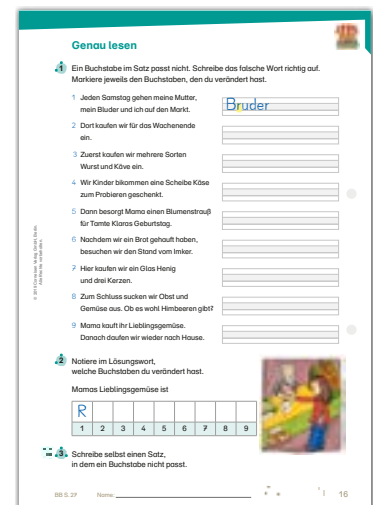 Genau lesen
1 Ein Buchstabe im Satz passt nicht. Schreibe das falsche Wort richtig auf.
Markiere jeweils den Buchstaben, den du verändert hast.
1 Jeden Samstag gehen meine Mutter,
mein Bluder und ich auf den Markt.
Bruder
2 Dort kaufen wir für das Wachenende
ein.
3 Zuerst kaufen wir mehrere Sorten
Wurst und Köve ein.
4 Wir Kinder bikommen eine Scheibe Käse
zum Probieren geschenkt.
5 Dann besorgt Mama einen Blumenstrauß
für Tamte Klaras Geburtstag.
6 Nachdem wir ein Brot gehauft haben,
besuchen wir den Stand vom Imker.
7 Hier kaufen wir ein Glas Henig
und drei Kerzen.
8 Zum Schluss sucken wir Obst und
Gemüse aus. Ob es wohl Himbeeren gibt?
9 Mama kauft ihr Lieblingsgemüse.
Danach daufen wir wieder nach Hause.
2 Notiere im Lösungswort,
welche Buchstaben du verändert hast.
Mamas Lieblingsgemüse ist
R
1 2 3 4 5 6 7 8 9
3 Schreibe selbst einen Satz,
in dem ein Buchstabe nicht passt.
BB S. 27 Name:
16